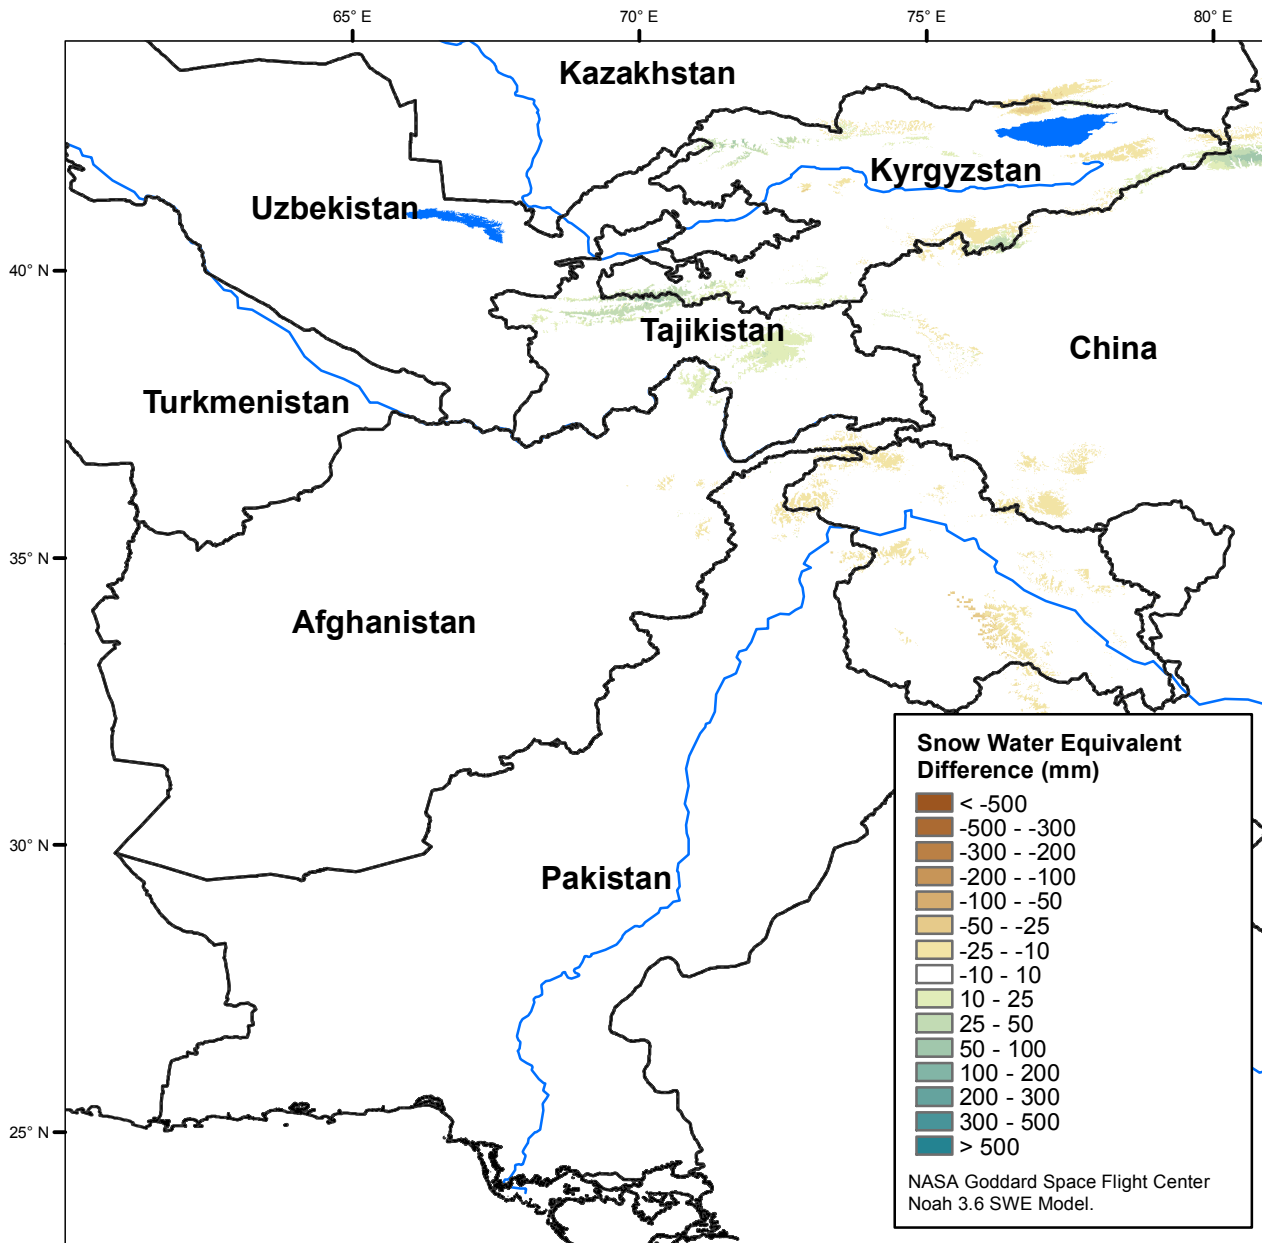 65° E
70° E
75° E
80° E
Kazakhstan
Kyrgyzstan
Uzbekistan
40° N
Tajikistan
China
Turkmenistan
35° N
Afghanistan
30° N
Pakistan
25° N
Snow Water Equivalent
Difference (mm)
< -500
-500 - -300
-300 - -200
-200 - -100
-100 - -50
-50 - -25
-25 - -10
-10 - 10
10 - 25
25 - 50
50 - 100
100 - 200
200 - 300
300 - 500
> 500
NASA Goddard Space Flight Center
Noah 3.6 SWE Model.